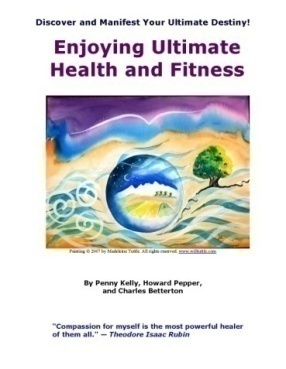 Discover and Manifest Your Ultimate Destiny!
Enjoying Ultimate
Health and Fitness
Painting © 2007 by Madeleine Tuttle. All rights reserved. www.willtuttle.com
By Penny Kelly, Howard Pepper,
and Charles Betterton
"Compassion for myself is the most powerful healer
of them all." — Theodore Isaac Rubin